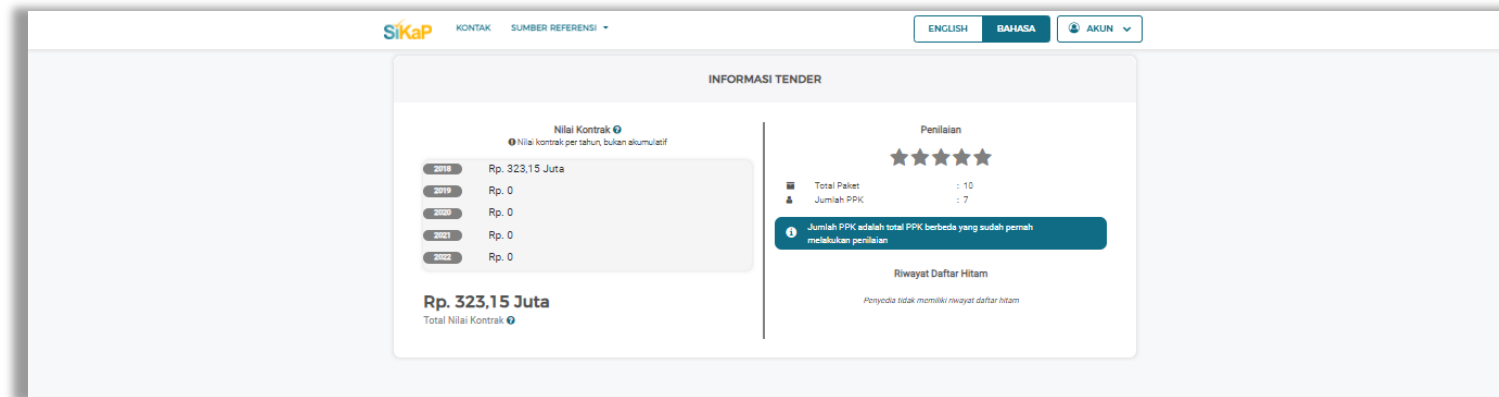 SiKaP KONTAK SUMBER REFERENSI ENGLISH BAHASA AKUN
INFORMASI TENDER
Nilai Kontrak
Nilai kontrak per tahun, bukan akumulatif
2018 Rp. 323,15 Juta
2019 Rp. 0
2020 Rp. 0
2021 Rp. 0
2022 Rp. 0
Rp. 323,15 Juta
Total Nilai Kontrak
Penilaian
Total Paket : 10
Jumlah PPK : 7
Jumlah PPK adalah total PPK berbeda yang sudah pernah
melakukan penilaian
Riwayat Daftar Hitam
Penyedia tidak memiliki riwayat daftar hitam